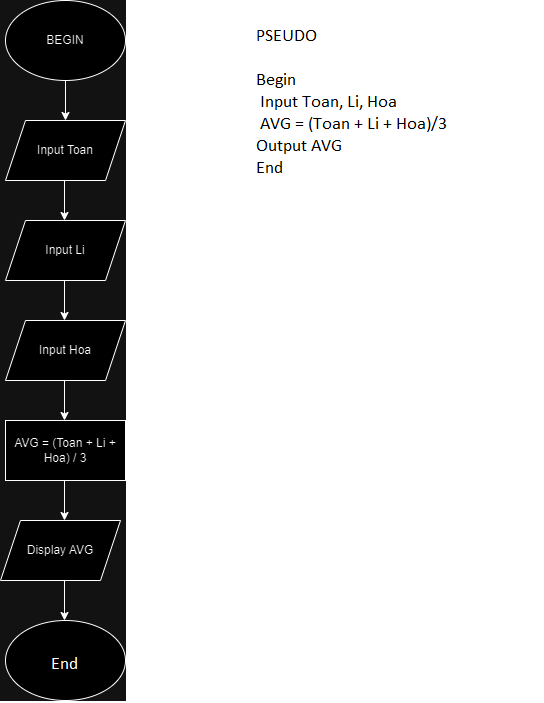 BEGIN
Input Toan
Input Li
Input Hoa
AVG = (Toan + Li +
Hoa) / 3
Display AVG
End
PSEUDO
Begin
Input Toan, Li, Hoa
AVG = (Toan + Li + Hoa)/3
Output AVG
End